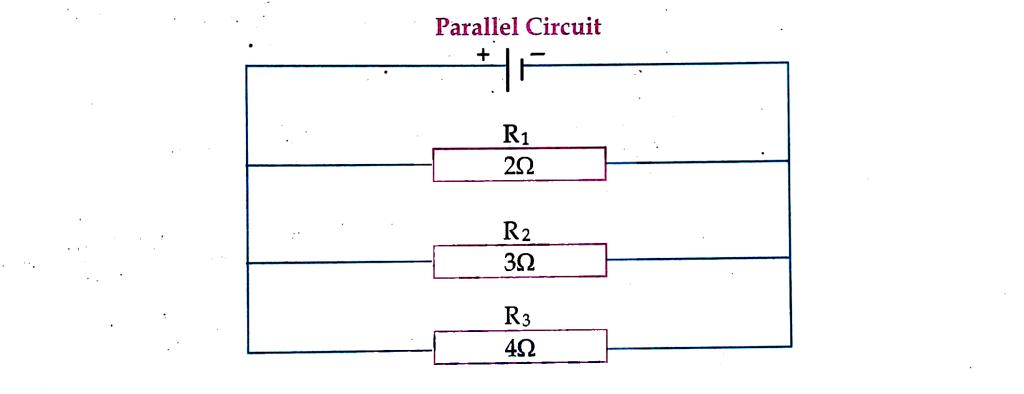 Parallel Circuit
+ −
R₁
2Ω
R₂
3Ω
R₃
4Ω